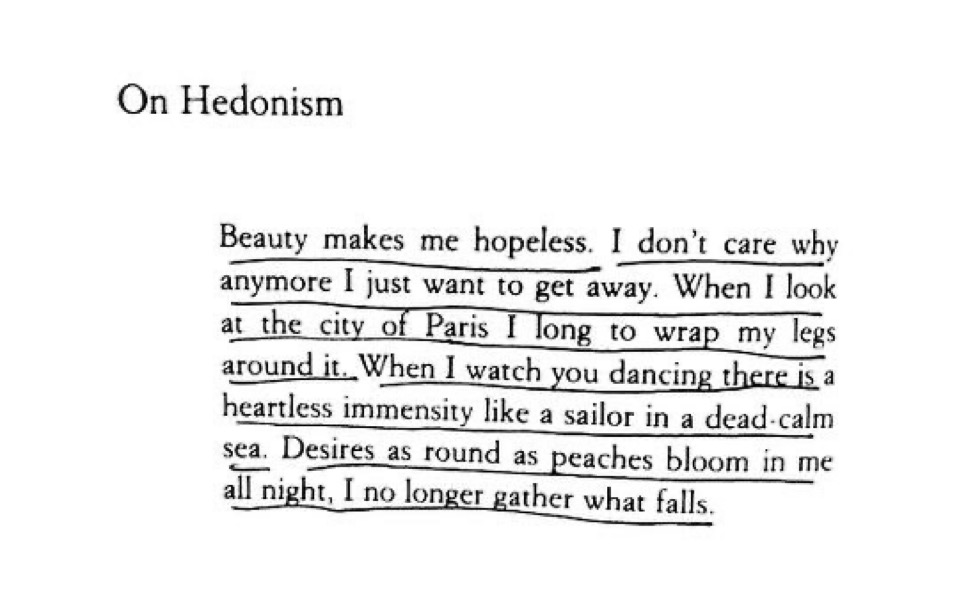 On Hedonism
Beauty makes me hopeless. I don't care why
anymore I just want to get away. When I look
at the city of Paris I long to wrap my legs
around it. When I watch you dancing there is a
heartless immensity like a sailor in a dead-calm
sea. Desires as round as peaches bloom in me
all night, I no longer gather what falls.